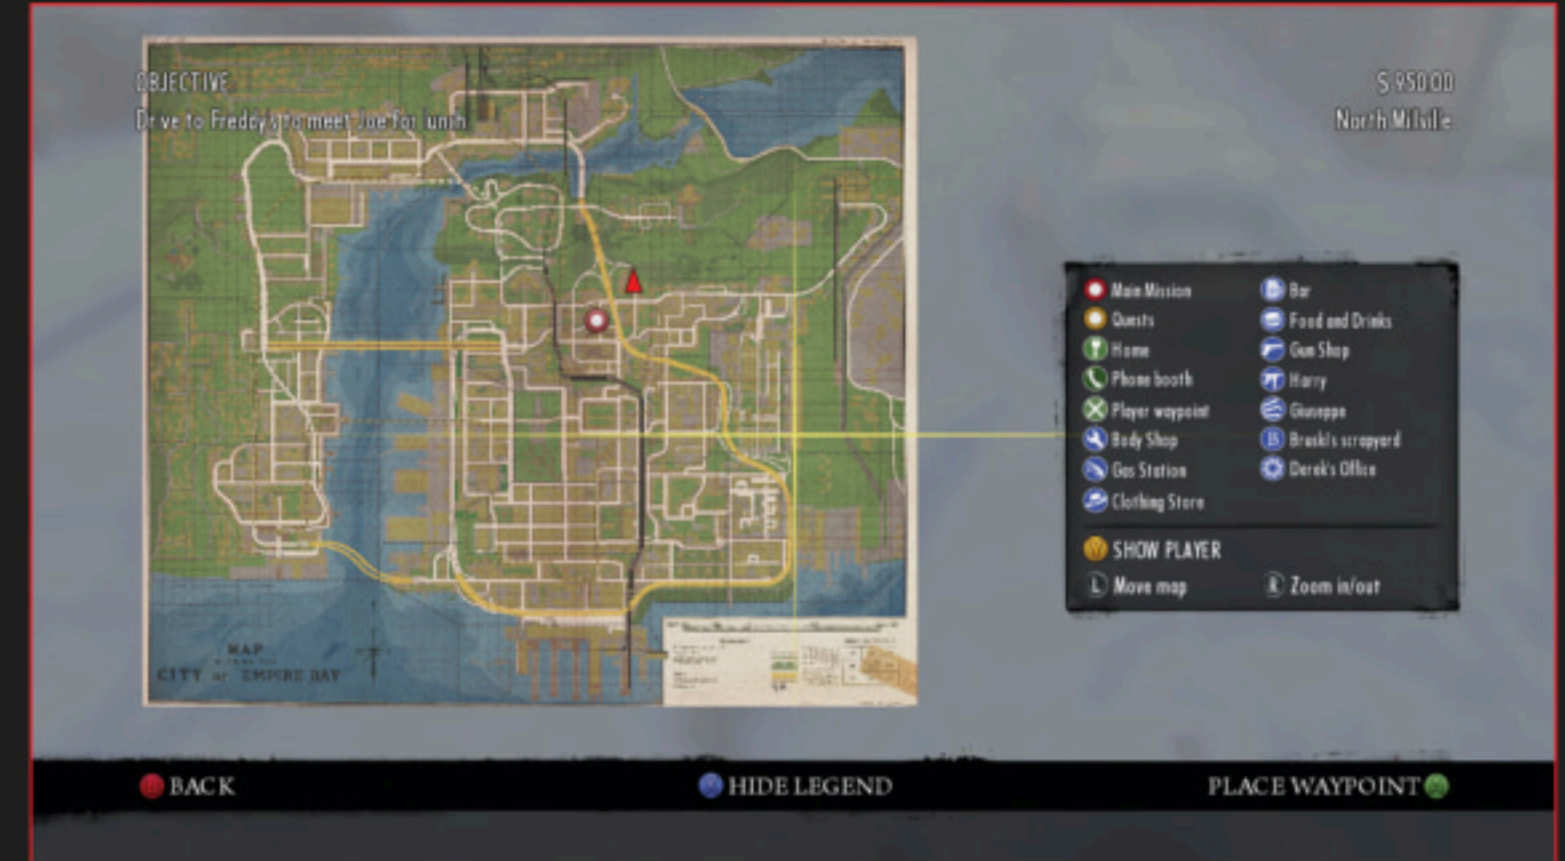 OBJECTIVE
Drive to Freddy's to meet Joe for lunch
$ 950.00
North Millville
Main Mission
Quests
Home
Phone booth
Player waypoint
Body Shop
Gas Station
Clothing Store
Bar
Food and Drinks
Gun Shop
Harry
Giuseppe
Bruski's scrapyard
Derek's Office
SHOW PLAYER
L Move map
R Zoom in/out
MAP
CITY of EMPIRE BAY
BACK
HIDE LEGEND
PLACE WAYPOINT